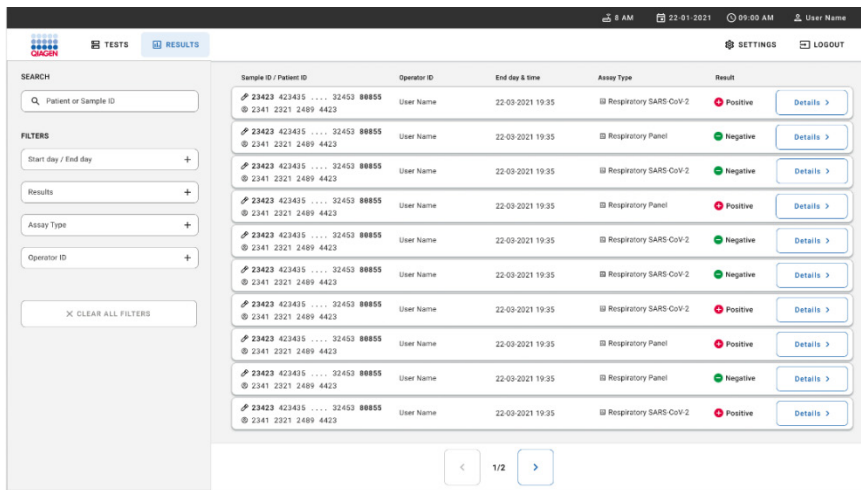 8 AM 22-01-2021 09:00 AM User Name
QIAGEN TESTS RESULTS SETTINGS LOGOUT
SEARCH
Patient or Sample ID
FILTERS
Start day / End day +
Results +
Assay Type +
Operator ID +
CLEAR ALL FILTERS
Sample ID / Patient ID Operator ID End day & time Assay Type Result
23423 423435 .... 32453 80855
2341 2321 2489 4423
User Name 22-03-2021 19:35 Respiratory SARS-CoV-2 Positive Details >
23423 423435 .... 32453 80855
2341 2321 2489 4423
User Name 22-03-2021 19:35 Respiratory Panel Negative Details >
23423 423435 .... 32453 80855
2341 2321 2489 4423
User Name 22-03-2021 19:35 Respiratory SARS-CoV-2 Negative Details >
23423 423435 .... 32453 80855
2341 2321 2489 4423
User Name 22-03-2021 19:35 Respiratory Panel Positive Details >
23423 423435 .... 32453 80855
2341 2321 2489 4423
User Name 22-03-2021 19:35 Respiratory SARS-CoV-2 Negative Details >
23423 423435 .... 32453 80855
2341 2321 2489 4423
User Name 22-03-2021 19:35 Respiratory SARS-CoV-2 Negative Details >
23423 423435 .... 32453 80855
2341 2321 2489 4423
User Name 22-03-2021 19:35 Respiratory SARS-CoV-2 Positive Details >
23423 423435 .... 32453 80855
2341 2321 2489 4423
User Name 22-03-2021 19:35 Respiratory Panel Positive Details >
23423 423435 .... 32453 80855
2341 2321 2489 4423
User Name 22-03-2021 19:35 Respiratory Panel Negative Details >
23423 423435 .... 32453 80855
2341 2321 2489 4423
User Name 22-03-2021 19:35 Respiratory SARS-CoV-2 Positive Details >
< 1/2 >